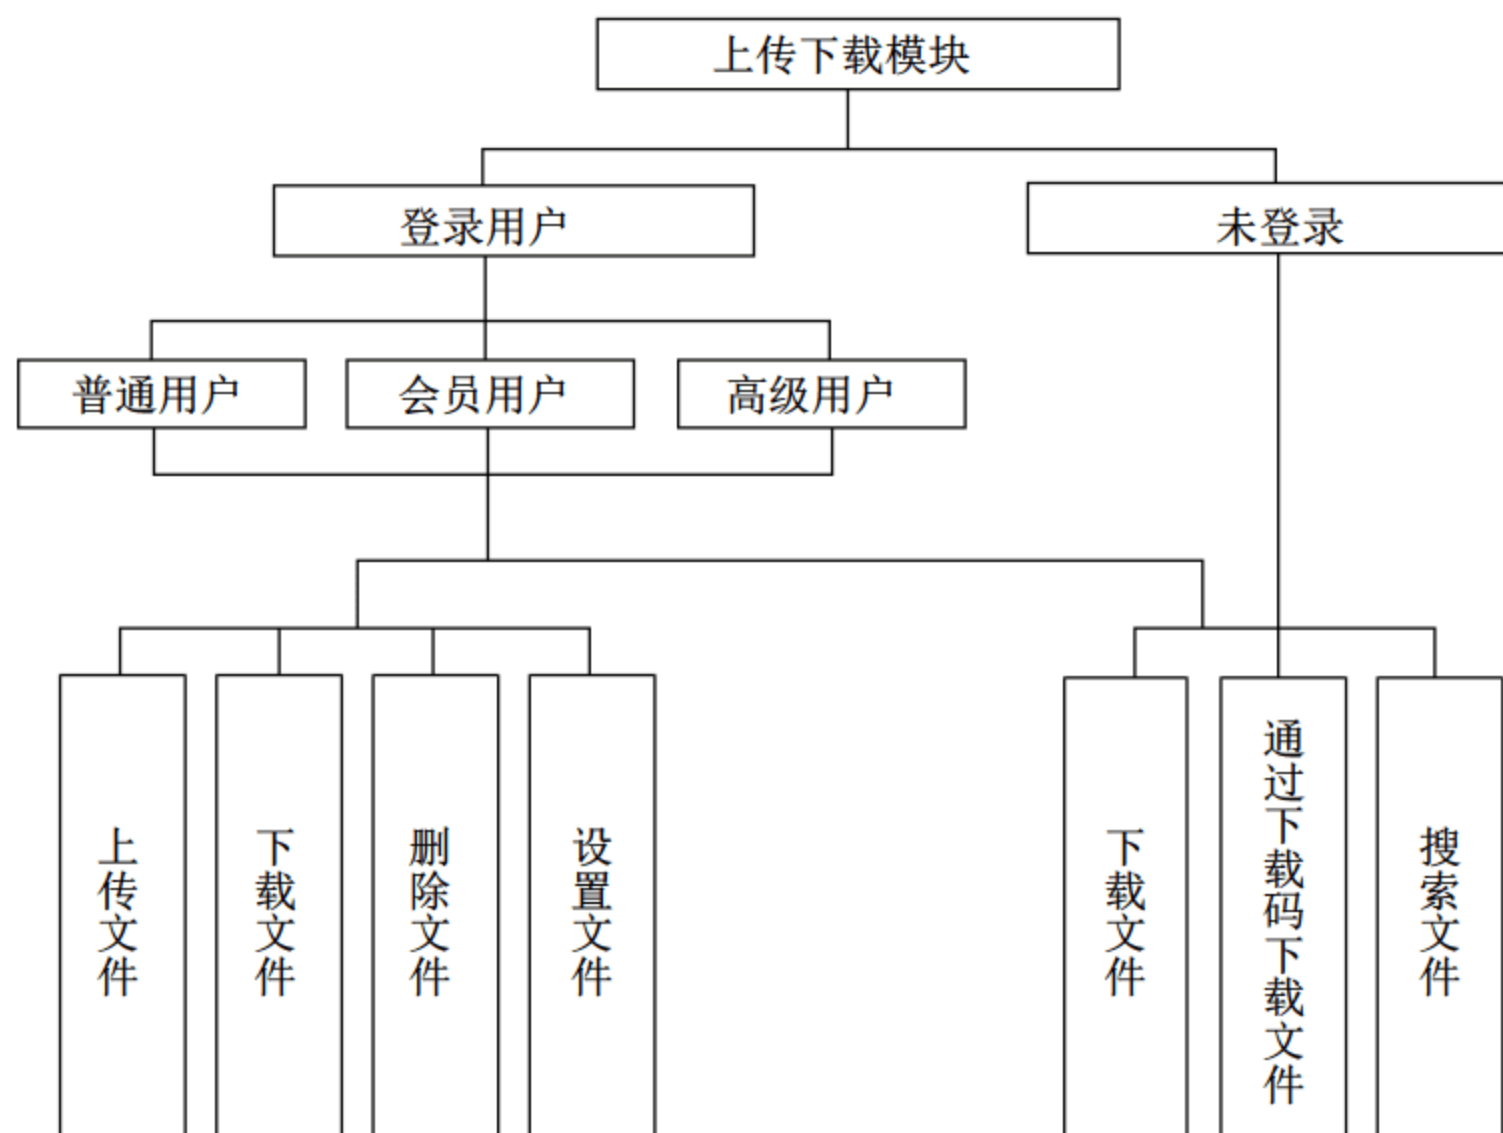 上传下载模块
登录用户
未登录
普通用户
会员用户
高级用户
上传文件
下载文件
删除文件
设置文件
下载文件
通过下载码下载文件
搜索文件